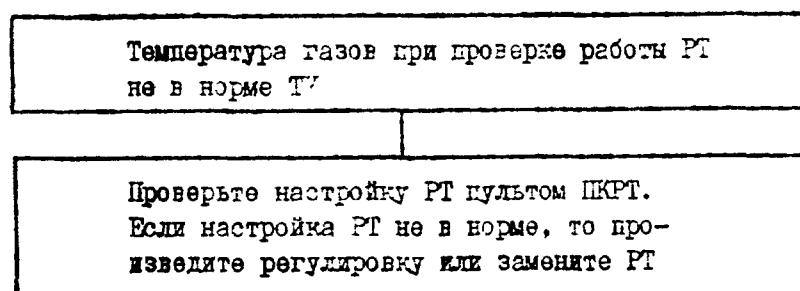 Температура газов при проверке работы РТ
не в норме ТУ
Проверьте настройку РТ пультом ПКРТ.
Если настройка РТ не в норме, то про-
изведите регулировку или замените РТ